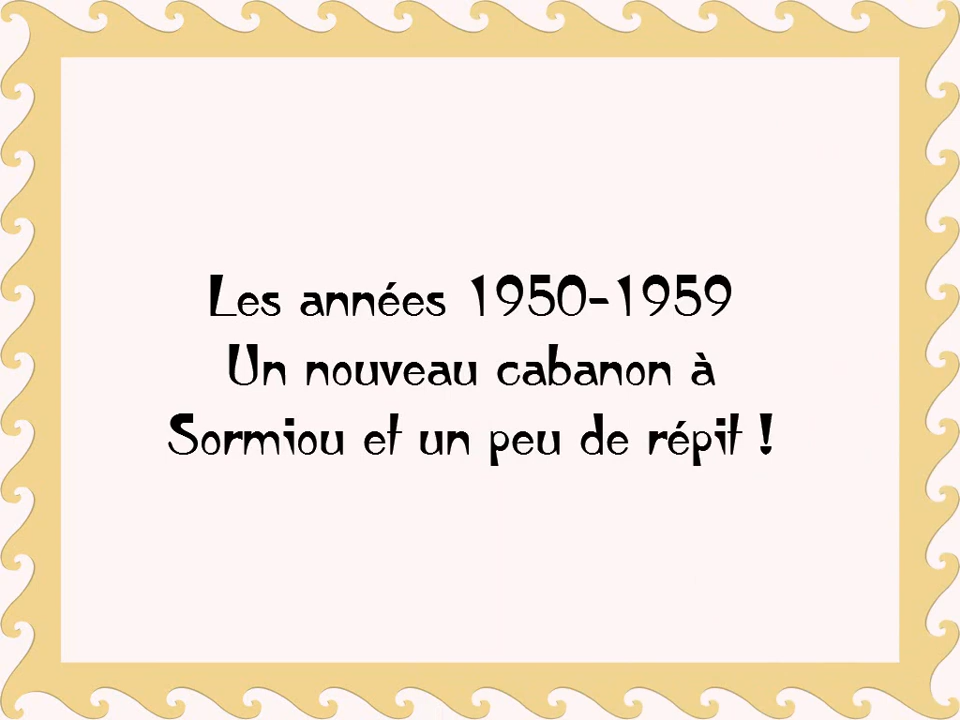 Les années 1950-1959
Un nouveau cabanon à
Sormiou et un peu de répit !